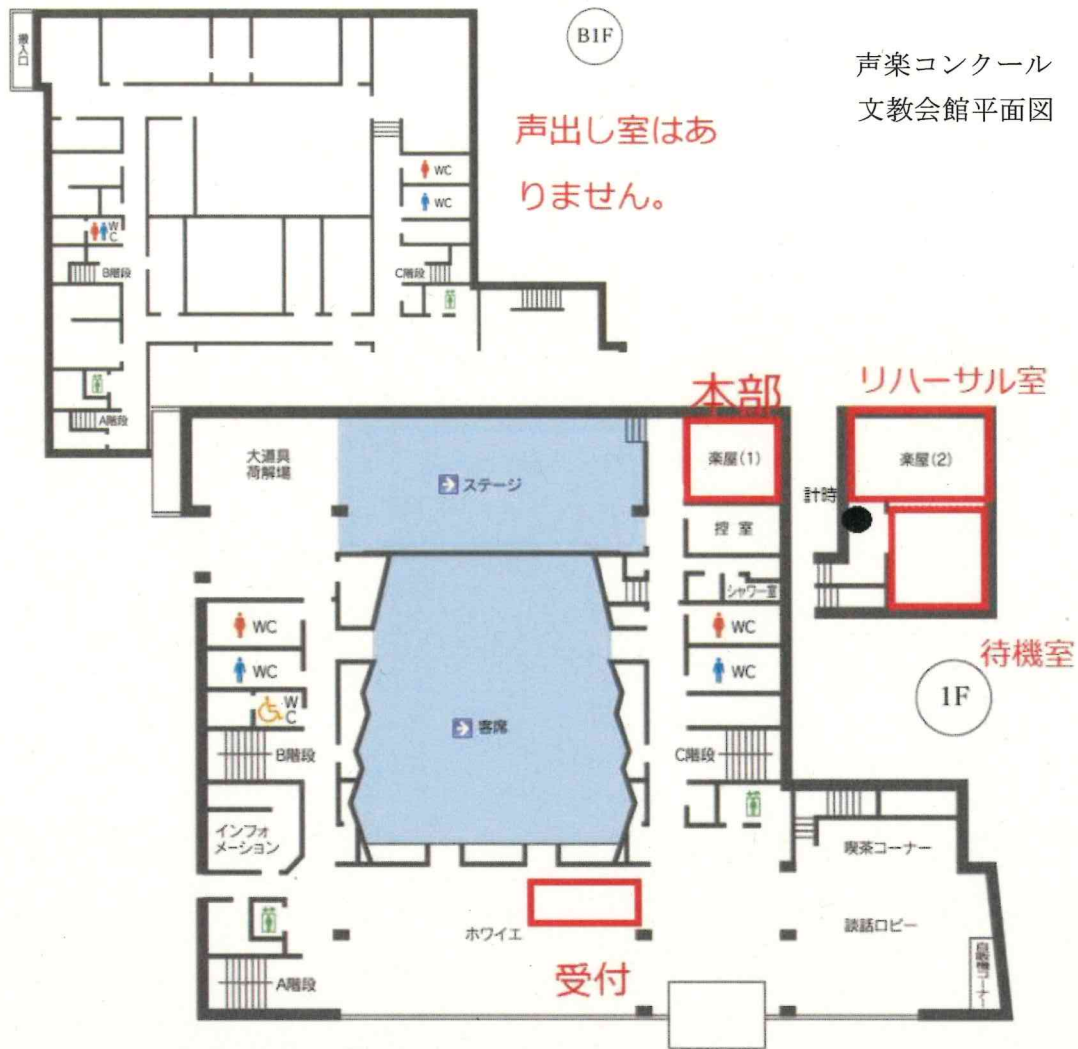 搬入口
B1F
声楽コンクール
文教会館平面図
声出し室はあ
りません。
WC
WC
WC
B階段
C階段
A階段
本部
リハーサル室
大道具
荷解場
ステージ
楽屋(1)
楽屋(2)
計時
控室
シャワー室
WC
WC
WC
WC
WC
待機室
1F
客席
B階段
C階段
インフォ
メーション
喫茶コーナー
ホワイエ
談話ロビー
自販機コーナー
受付
A階段